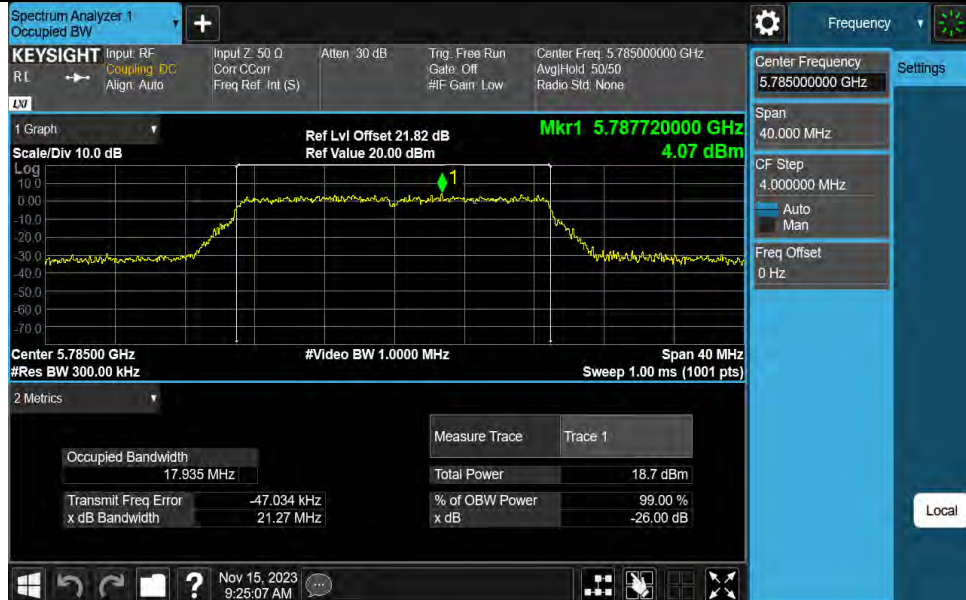 Spectrum Analyzer 1
Occupied BW
+
Frequency
KEYSIGHT
Input: RF
Coupling: DC
Align: Auto
Input Z: 50 Ω
Corr CCorr
Freq Ref: Int (S)
Atten: 30 dB
Trig: Free Run
Gate: Off
#IF Gain: Low
Center Freq: 5.785000000 GHz
Avg|Hold: 50/50
Radio Std: None
RL
LXI
Center Frequency
5.785000000 GHz
Settings
Span
40.000 MHz
CF Step
4.000000 MHz
Auto
Man
Freq Offset
0 Hz
Local
1 Graph
Ref Lvl Offset 21.82 dB
Mkr1 5.787720000 GHz
Scale/Div 10.0 dB
Ref Value 20.00 dBm
4.07 dBm
Log
1
10.0
0.00
-10.0
-20.0
-30.0
-40.0
-50.0
-60.0
-70.0
Center 5.78500 GHz
#Video BW 1.0000 MHz
Span 40 MHz
#Res BW 300.00 kHz
Sweep 1.00 ms (1001 pts)
2 Metrics
Measure Trace
Trace 1
Occupied Bandwidth
17.935 MHz
Total Power
18.7 dBm
Transmit Freq Error
-47.034 kHz
% of OBW Power
99.00 %
x dB Bandwidth
21.27 MHz
x dB
-26.00 dB
?
Nov 15, 2023
9:25:07 AM